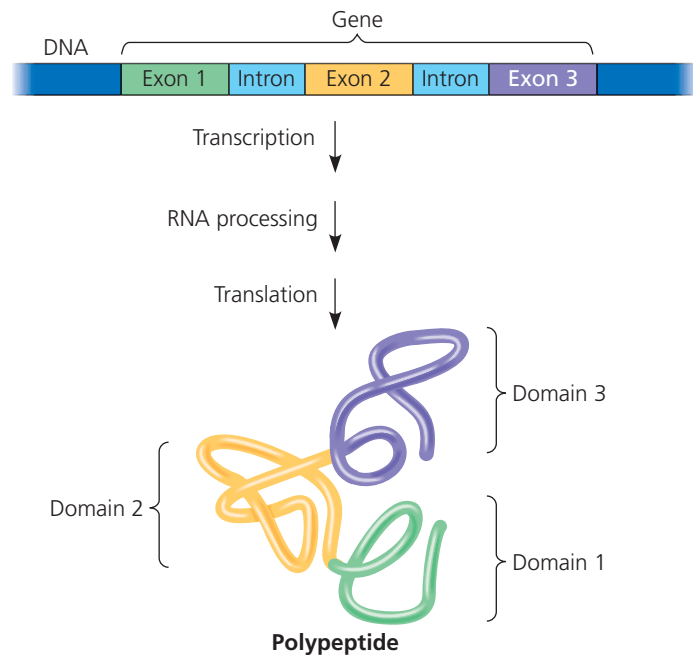 Gene
DNA
Exon 1 Intron Exon 2 Intron Exon 3
Transcription
RNA processing
Translation
Domain 3
Domain 2
Domain 1
Polypeptide